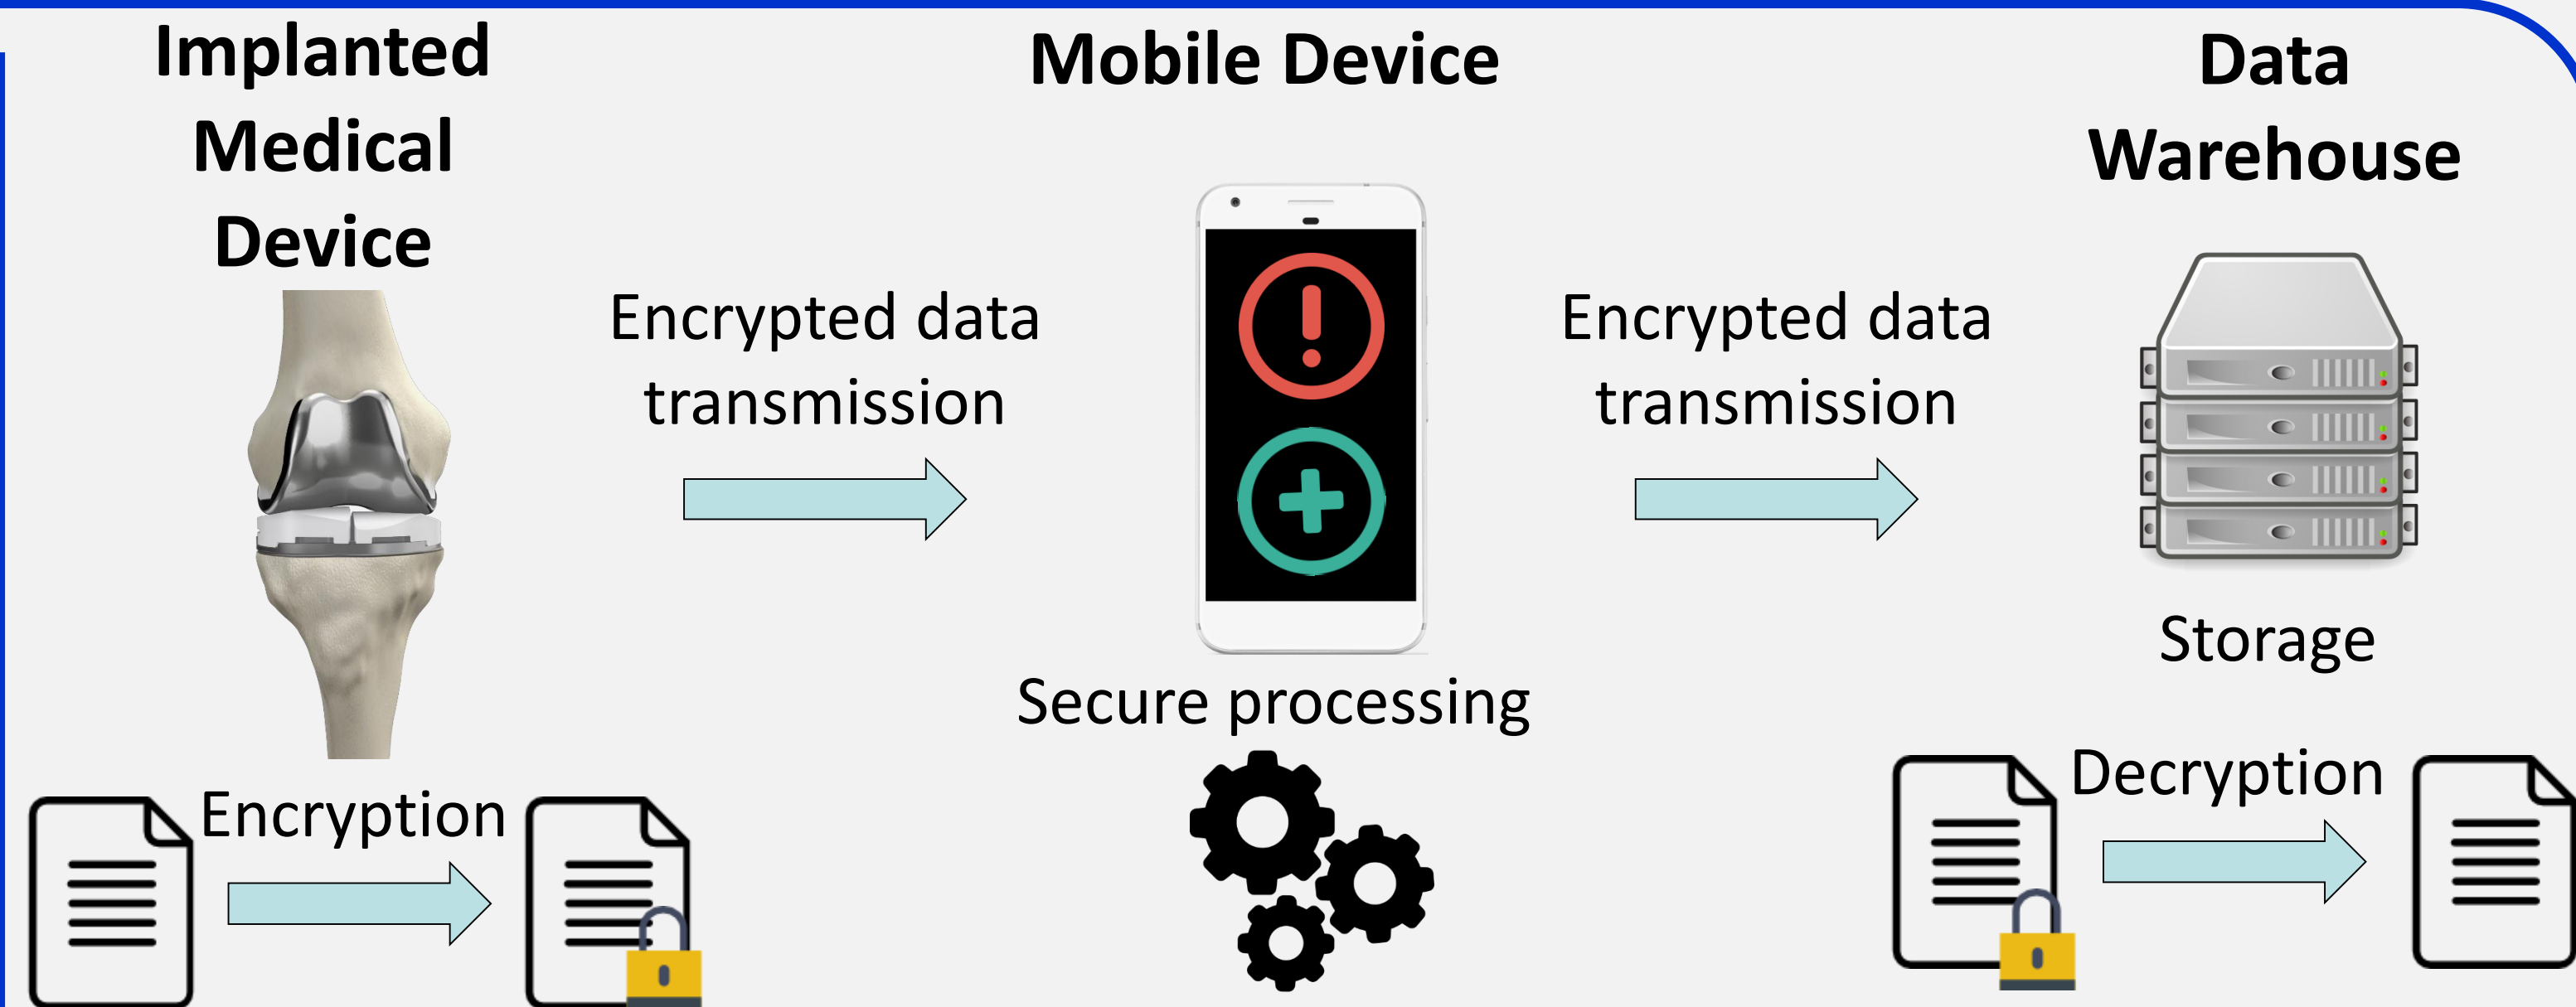 Implanted
Medical
Device
Encrypted data
transmission
Encryption
Mobile Device
Secure processing
Encrypted data
transmission
Data
Warehouse
Storage
Decryption